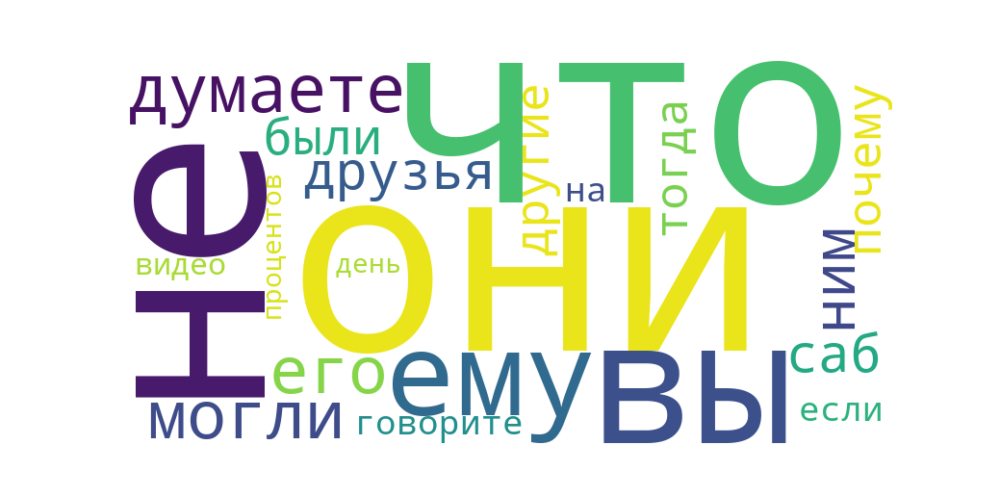 что
думаете
были
не
друзья
другие
на
тогда
почему
процентов
видео
они
день
ним
его
ему
вы
саб
если
могли
говорите